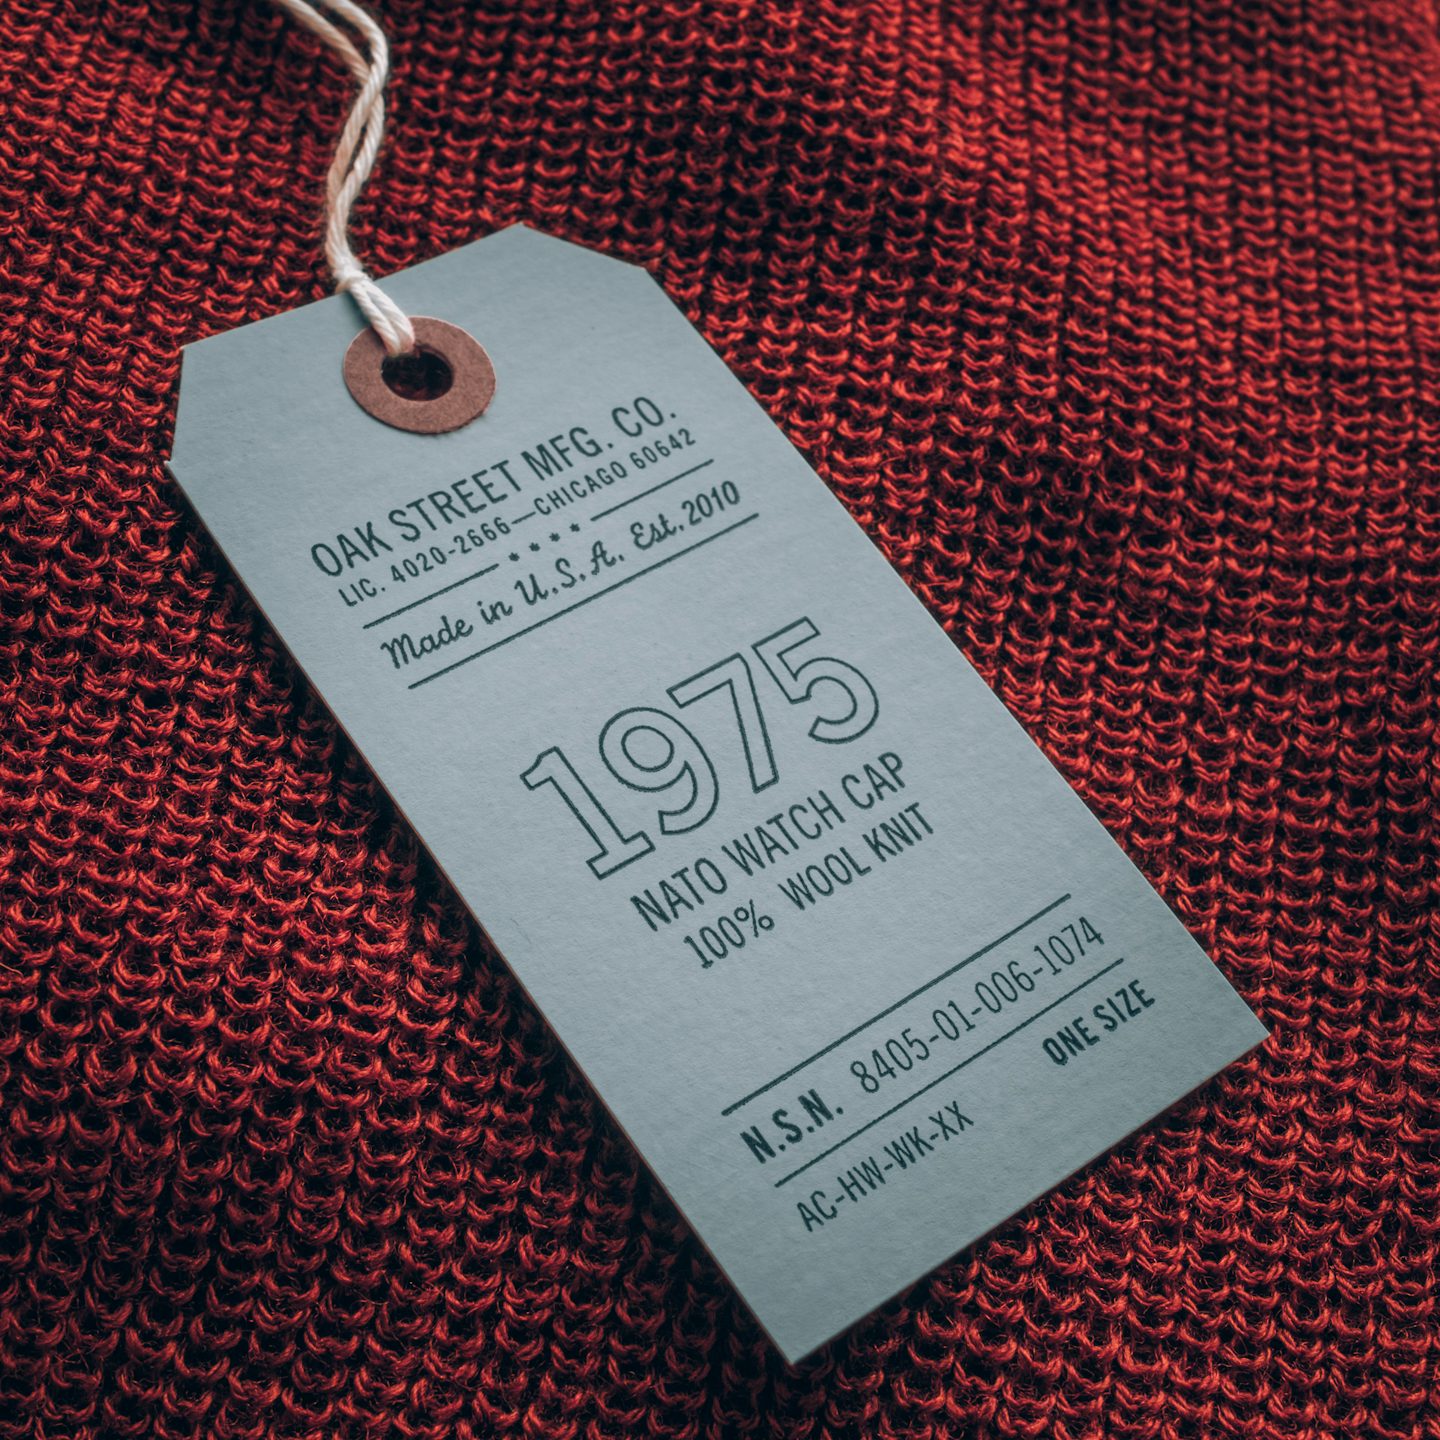 OAK STREET MFG. CO.
LIC. 4020-2666—CHICAGO 60642
Made in U.S.A. Est. 2010
1975
NATO WATCH CAP
100% WOOL KNIT
N.S.N. 8405-01-006-1074
AC-HW-WK-XX ONE SIZE